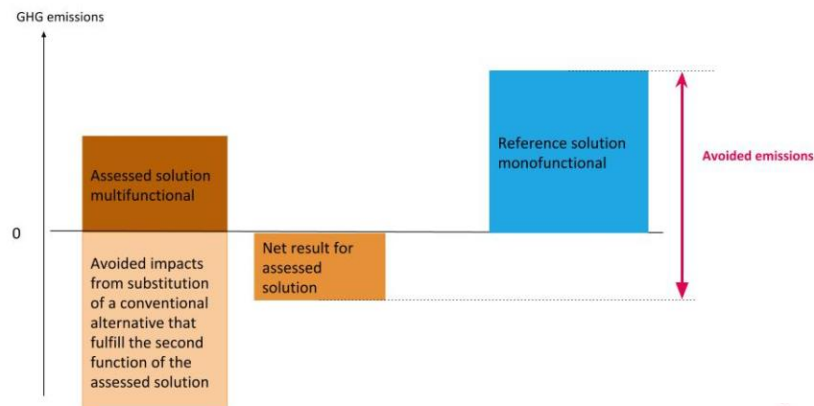 GHG emissions
Assessed solution
multifunctional
Reference solution
monofunctional
Avoided emissions
0
Avoided impacts
from substitution
of a conventional
alternative that
fulfill the second
function of the
assessed solution
Net result for
assessed
solution